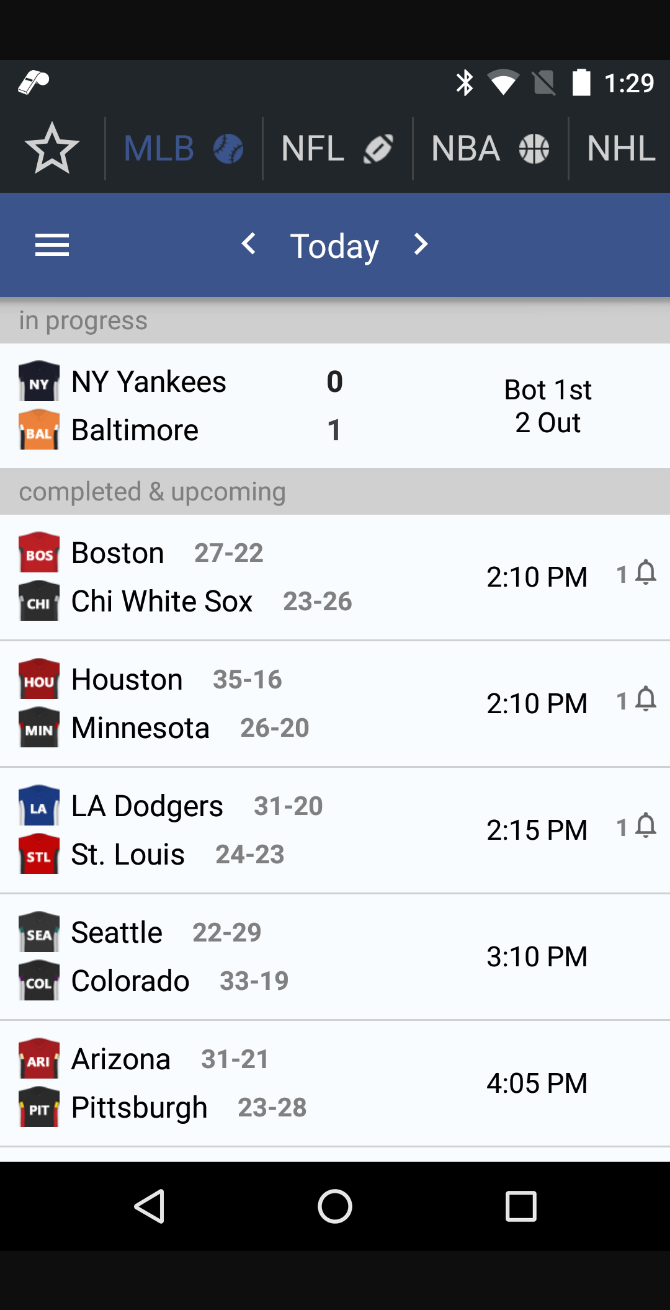 1:29
MLB NFL NBA NHL
Today
in progress
NY NY Yankees 0
BAL Baltimore 1
Bot 1st
2 Out
completed & upcoming
BOS Boston 27-22
CHI Chi White Sox 23-26
2:10 PM 1
HOU Houston 35-16
MIN Minnesota 26-20
2:10 PM 1
LA LA Dodgers 31-20
STL St. Louis 24-23
2:15 PM 1
SEA Seattle 22-29
COL Colorado 33-19
3:10 PM
ARI Arizona 31-21
PIT Pittsburgh 23-28
4:05 PM